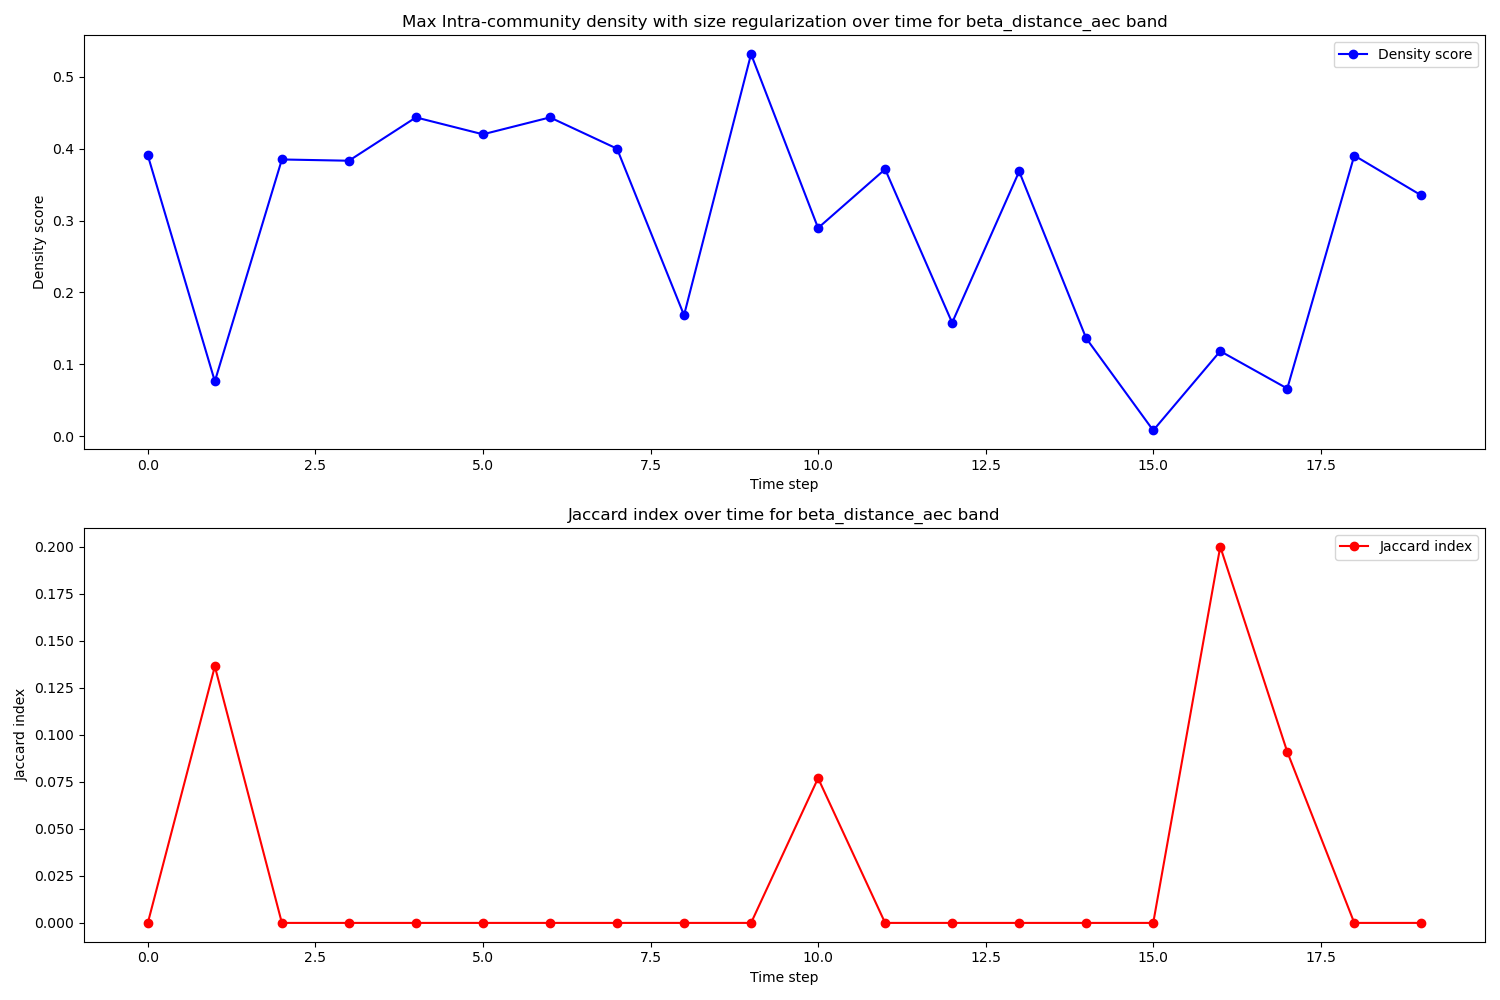 Max Intra-community density with size regularization over time for beta_distance_aec band
Density score
0.5
0.4
0.3
0.2
0.1
0.0
Density score
0.0 2.5 5.0 7.5 10.0 12.5 15.0 17.5
Time step
Jaccard index over time for beta_distance_aec band
Jaccard index
0.200
0.175
0.150
0.125
0.100
0.075
0.050
0.025
0.000
Jaccard index
0.0 2.5 5.0 7.5 10.0 12.5 15.0 17.5
Time step